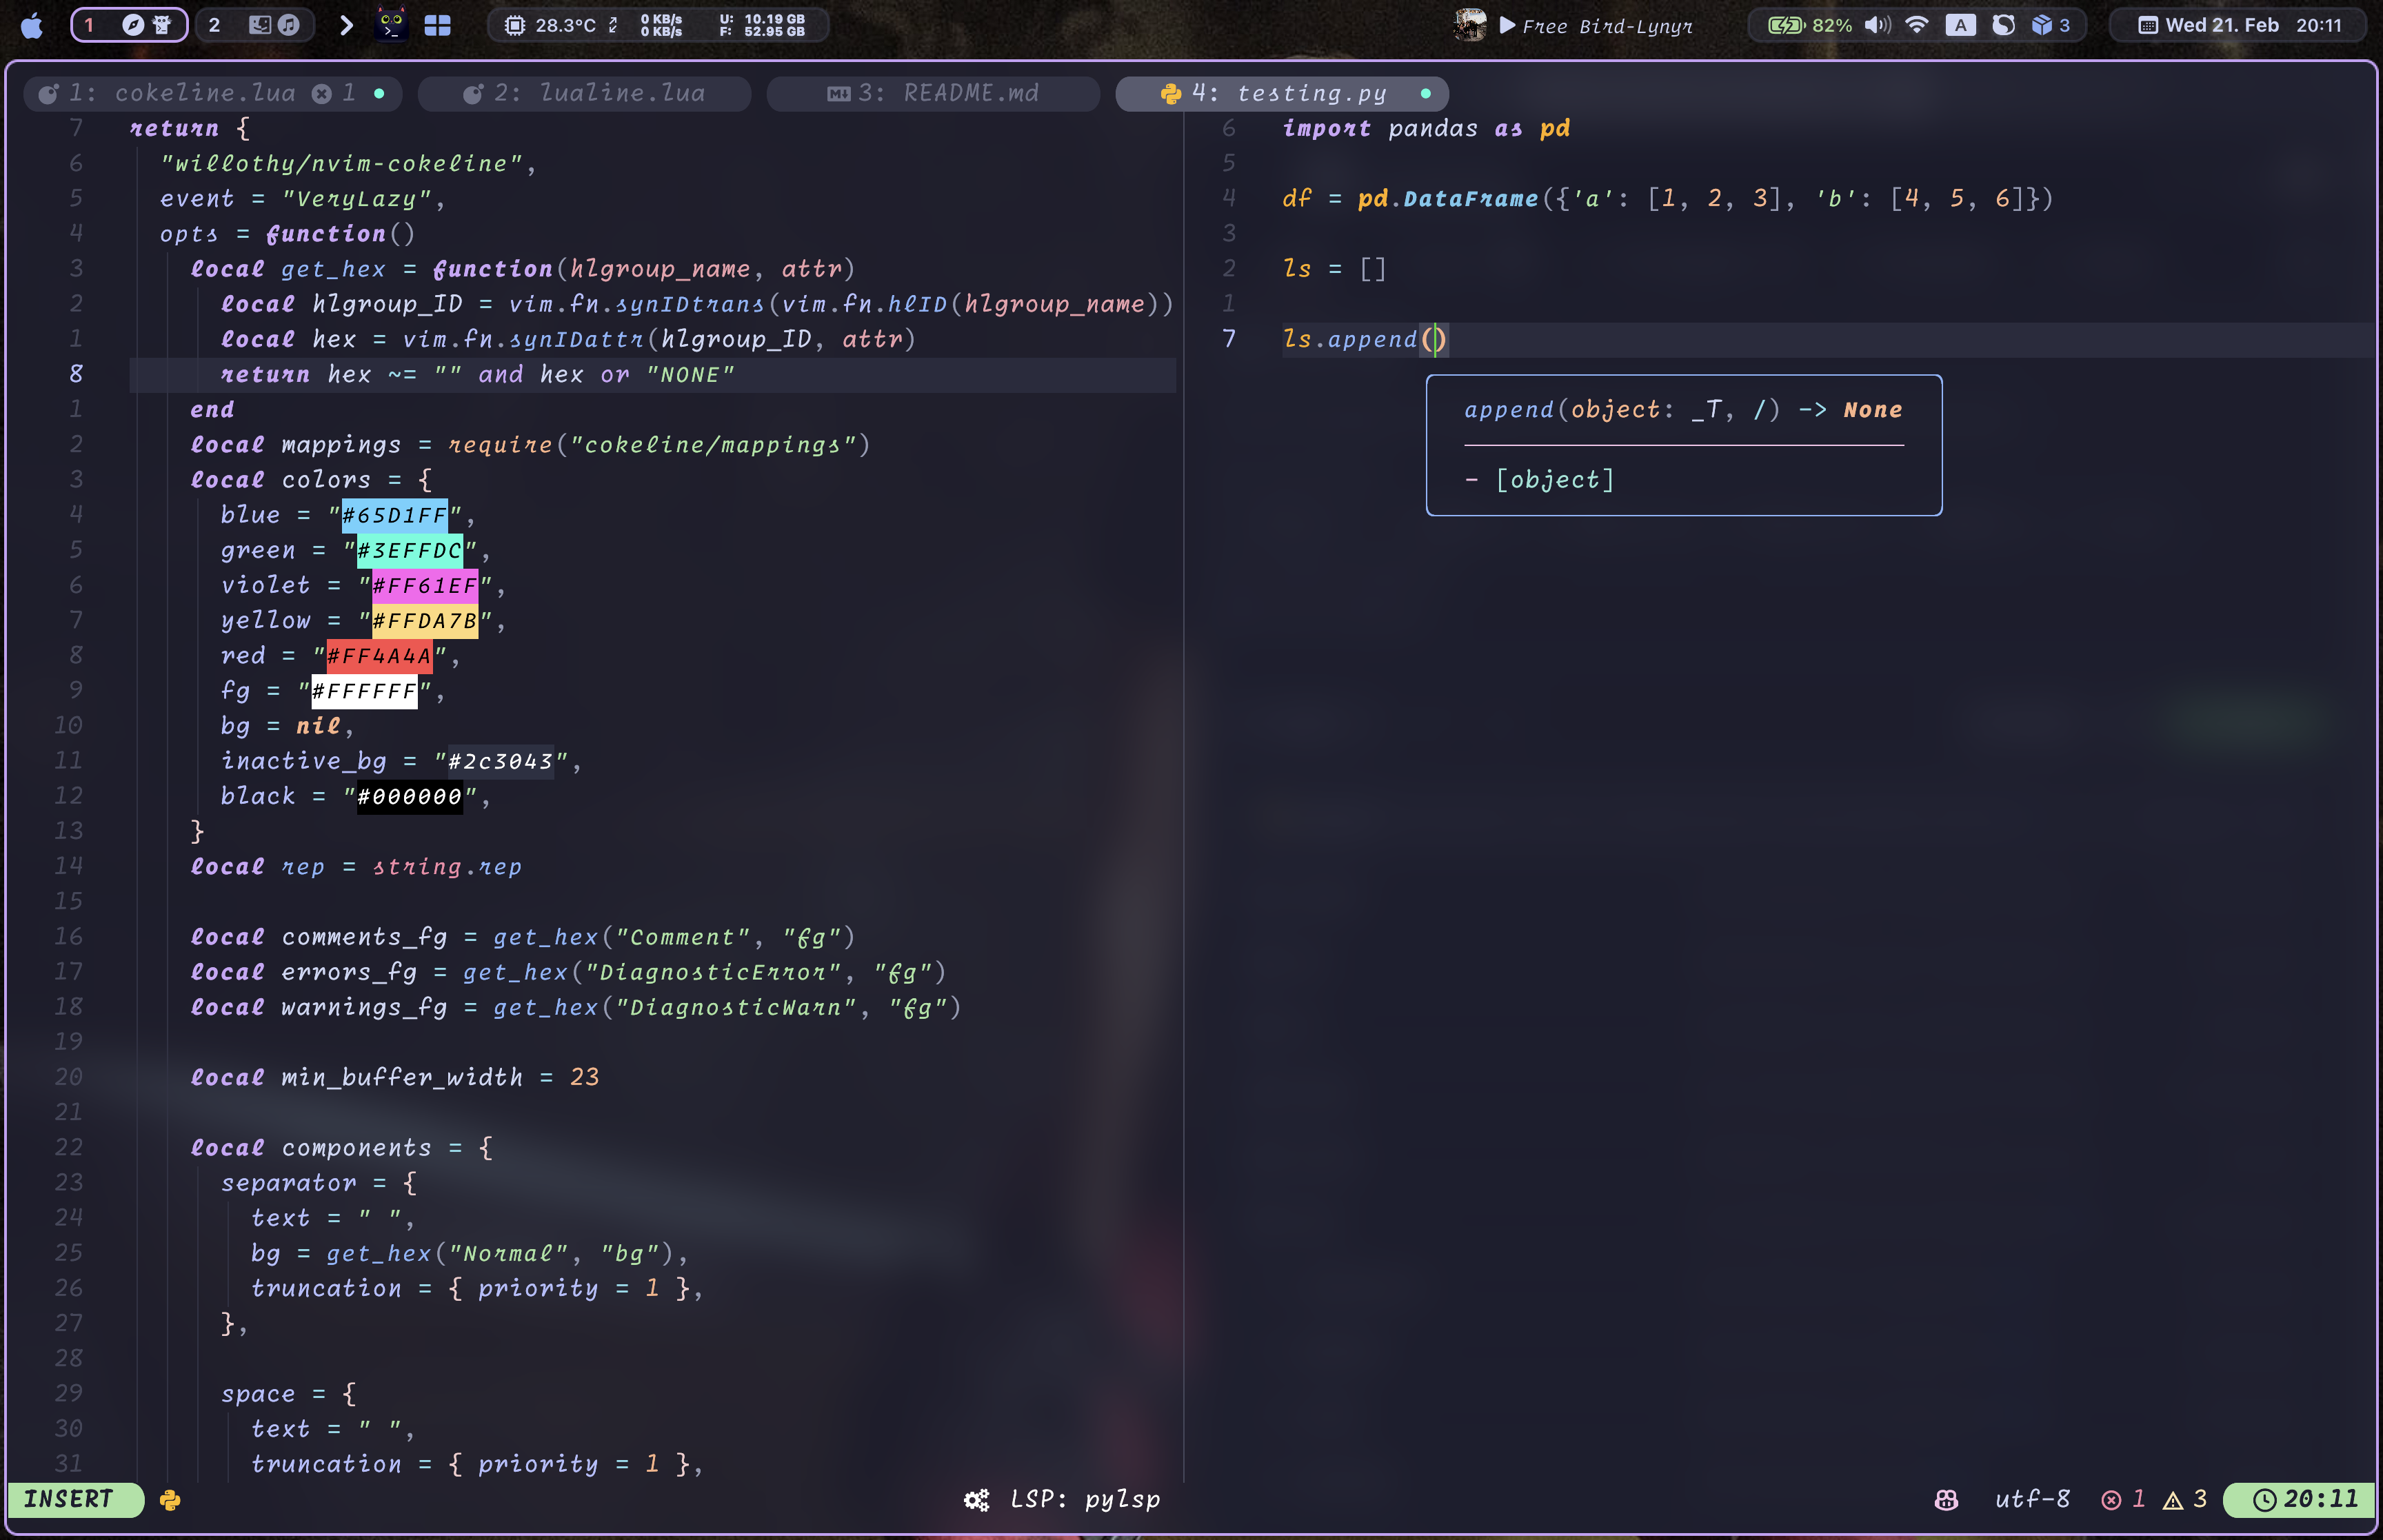 1 2 28.3°C 0 KB/s 0 KB/s U: 10.19 GB F: 52.95 GB Free Bird-Lynyr 82% A 3 Wed 21. Feb 20:11
1: cokeline.lua 1 2: lualine.lua 3: README.md 4: testing.py
7 return {
6 "willothy/nvim-cokeline",
5 event = "VeryLazy",
4 opts = function()
3 local get_hex = function(hlgroup_name, attr)
2 local hlgroup_ID = vim.fn.synIDtrans(vim.fn.hlID(hlgroup_name))
1 local hex = vim.fn.synIDattr(hlgroup_ID, attr)
8 return hex ~= "" and hex or "NONE"
1 end
2 local mappings = require("cokeline/mappings")
3 local colors = {
4 blue = "#65D1FF",
5 green = "#3EFFDC",
6 violet = "#FF61EF",
7 yellow = "#FFDA7B",
8 red = "#FF4A4A",
9 fg = "#FFFFFF",
10 bg = nil,
11 inactive_bg = "#2c3043",
12 black = "#000000",
13 }
14 local rep = string.rep
15
16 local comments_fg = get_hex("Comment", "fg")
17 local errors_fg = get_hex("DiagnosticError", "fg")
18 local warnings_fg = get_hex("DiagnosticWarn", "fg")
19
20 local min_buffer_width = 23
21
22 local components = {
23 separator = {
24 text = " ",
25 bg = get_hex("Normal", "bg"),
26 truncation = { priority = 1 },
27 },
28
29 space = {
30 text = " ",
31 truncation = { priority = 1 },
6 import pandas as pd
5
4 df = pd.DataFrame({'a': [1, 2, 3], 'b': [4, 5, 6]})
3
2 ls = []
1
7 ls.append()
append(object: _T, /) -> None
- [object]
INSERT LSP: pylsp utf-8 1 3 20:11